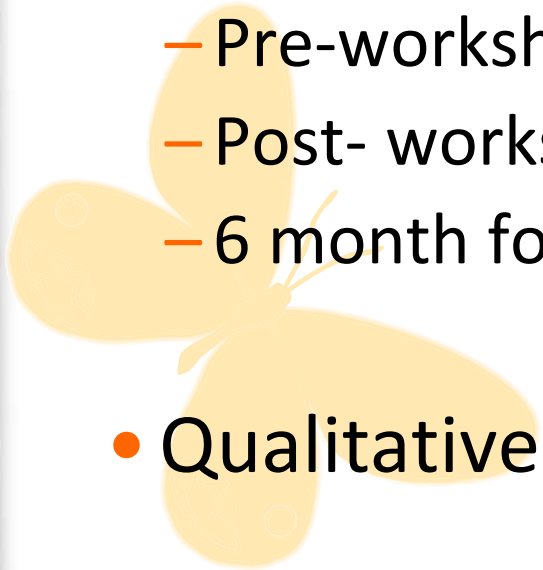 – Pre-worksh
– Post- works
– 6 month fo
• Qualitative